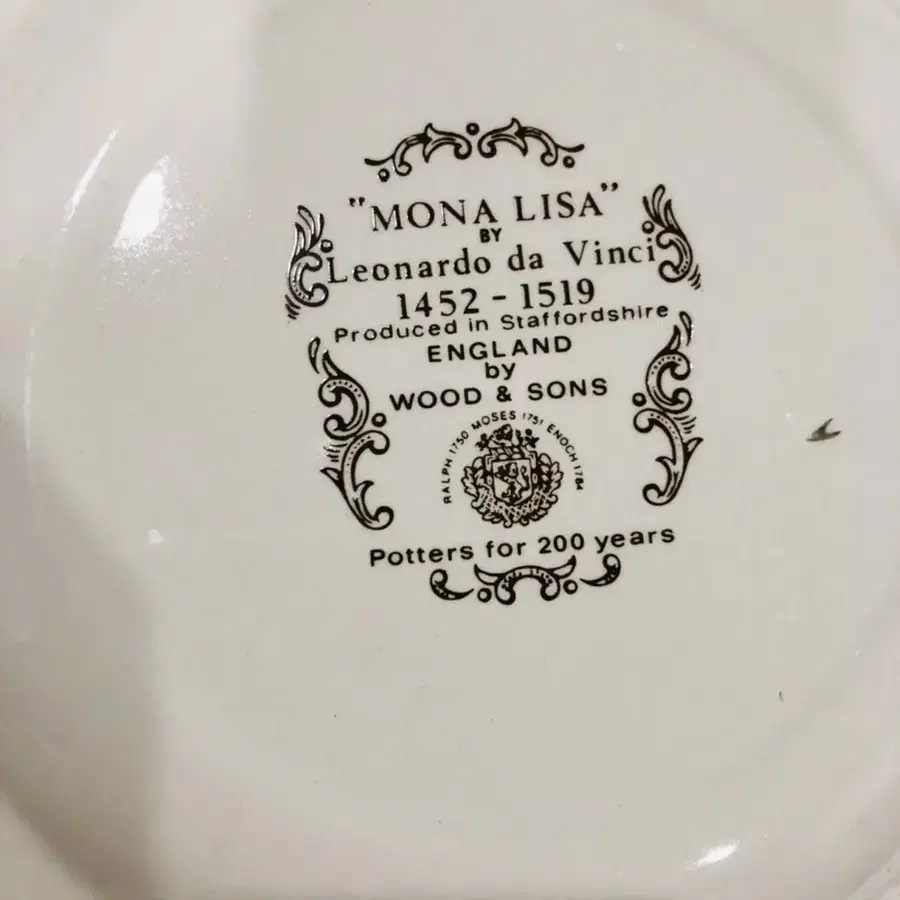 "MONA LISA"
BY
Leonardo da Vinci
1452 - 1519
Produced in Staffordshire
ENGLAND
by
WOOD & SONS
RALPH 1750 MOSES 1751 ENOCH 1784
Potters for 200 years